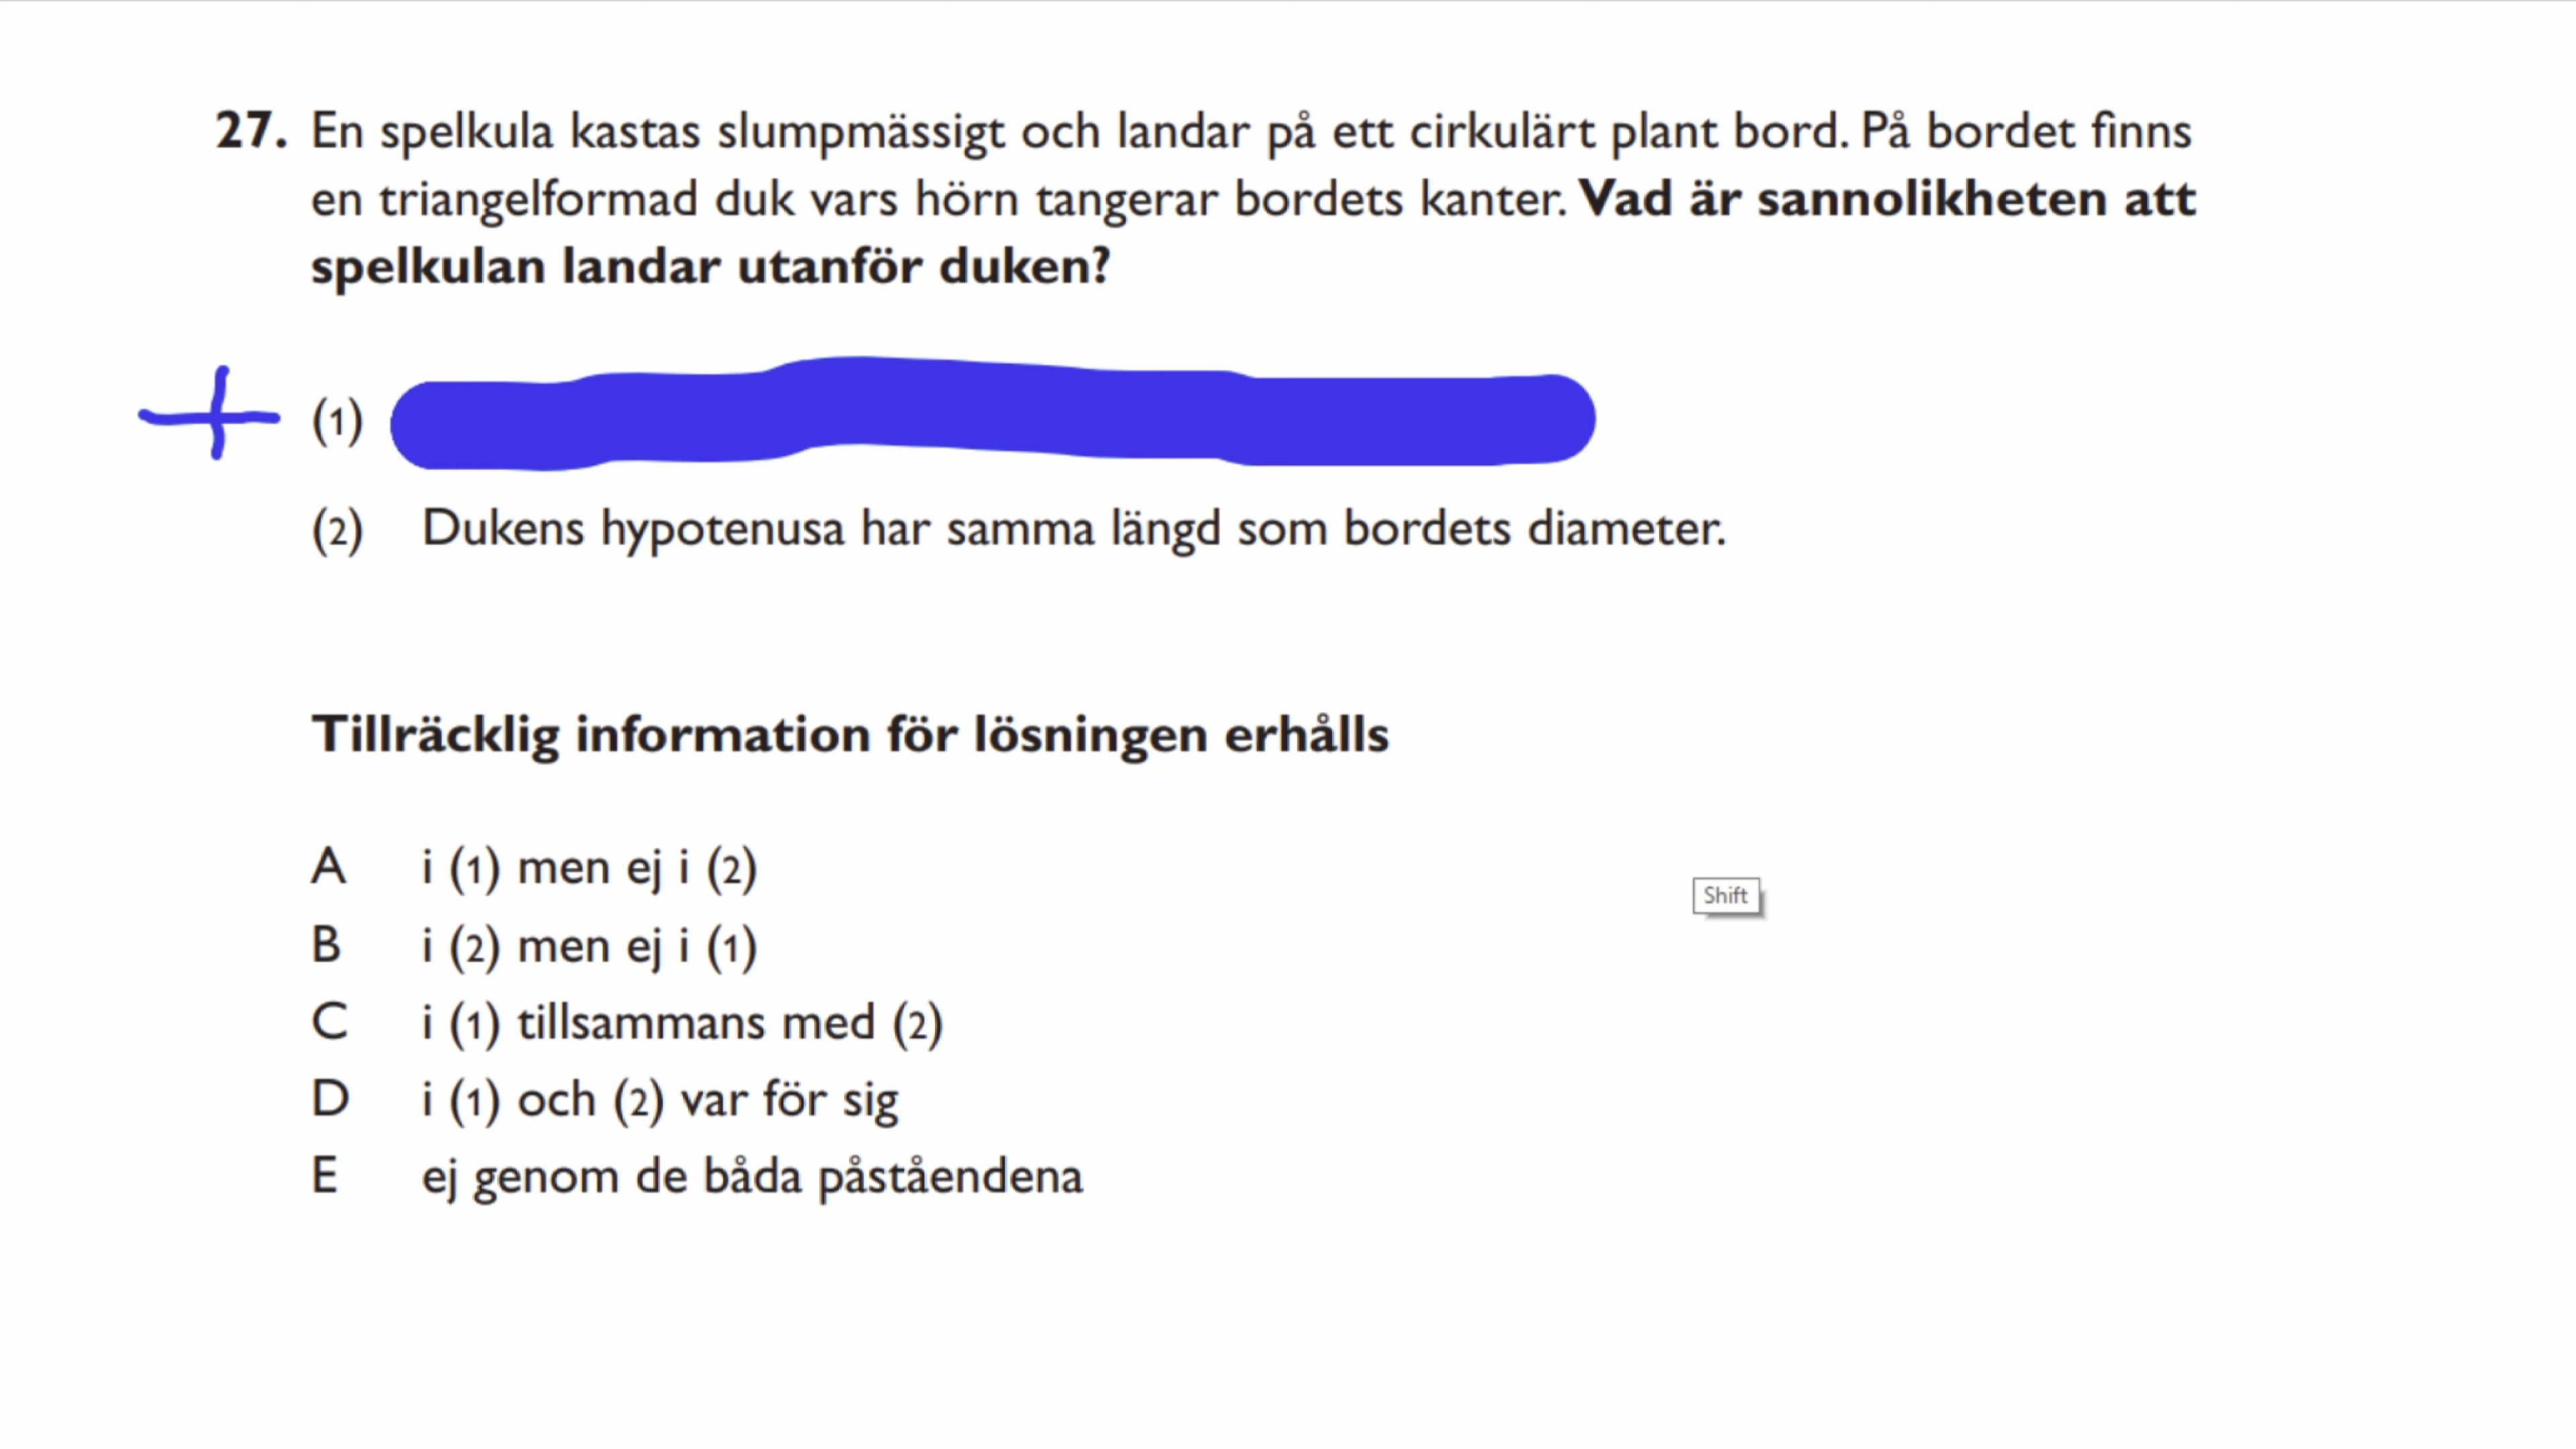 27. En spelkula kastas slumpmässigt och landar på ett cirkulärt plant bord. På bordet finns
en triangelformad duk vars hörn tangerar bordets kanter. Vad är sannolikheten att
spelkulan landar utanför duken?
(1)
(2) Dukens hypotenusa har samma längd som bordets diameter.
Tillräcklig information för lösningen erhålls
A i (1) men ej i (2)
Shift
B i (2) men ej i (1)
C i (1) tillsammans med (2)
D i (1) och (2) var för sig
E ej genom de båda påståendena